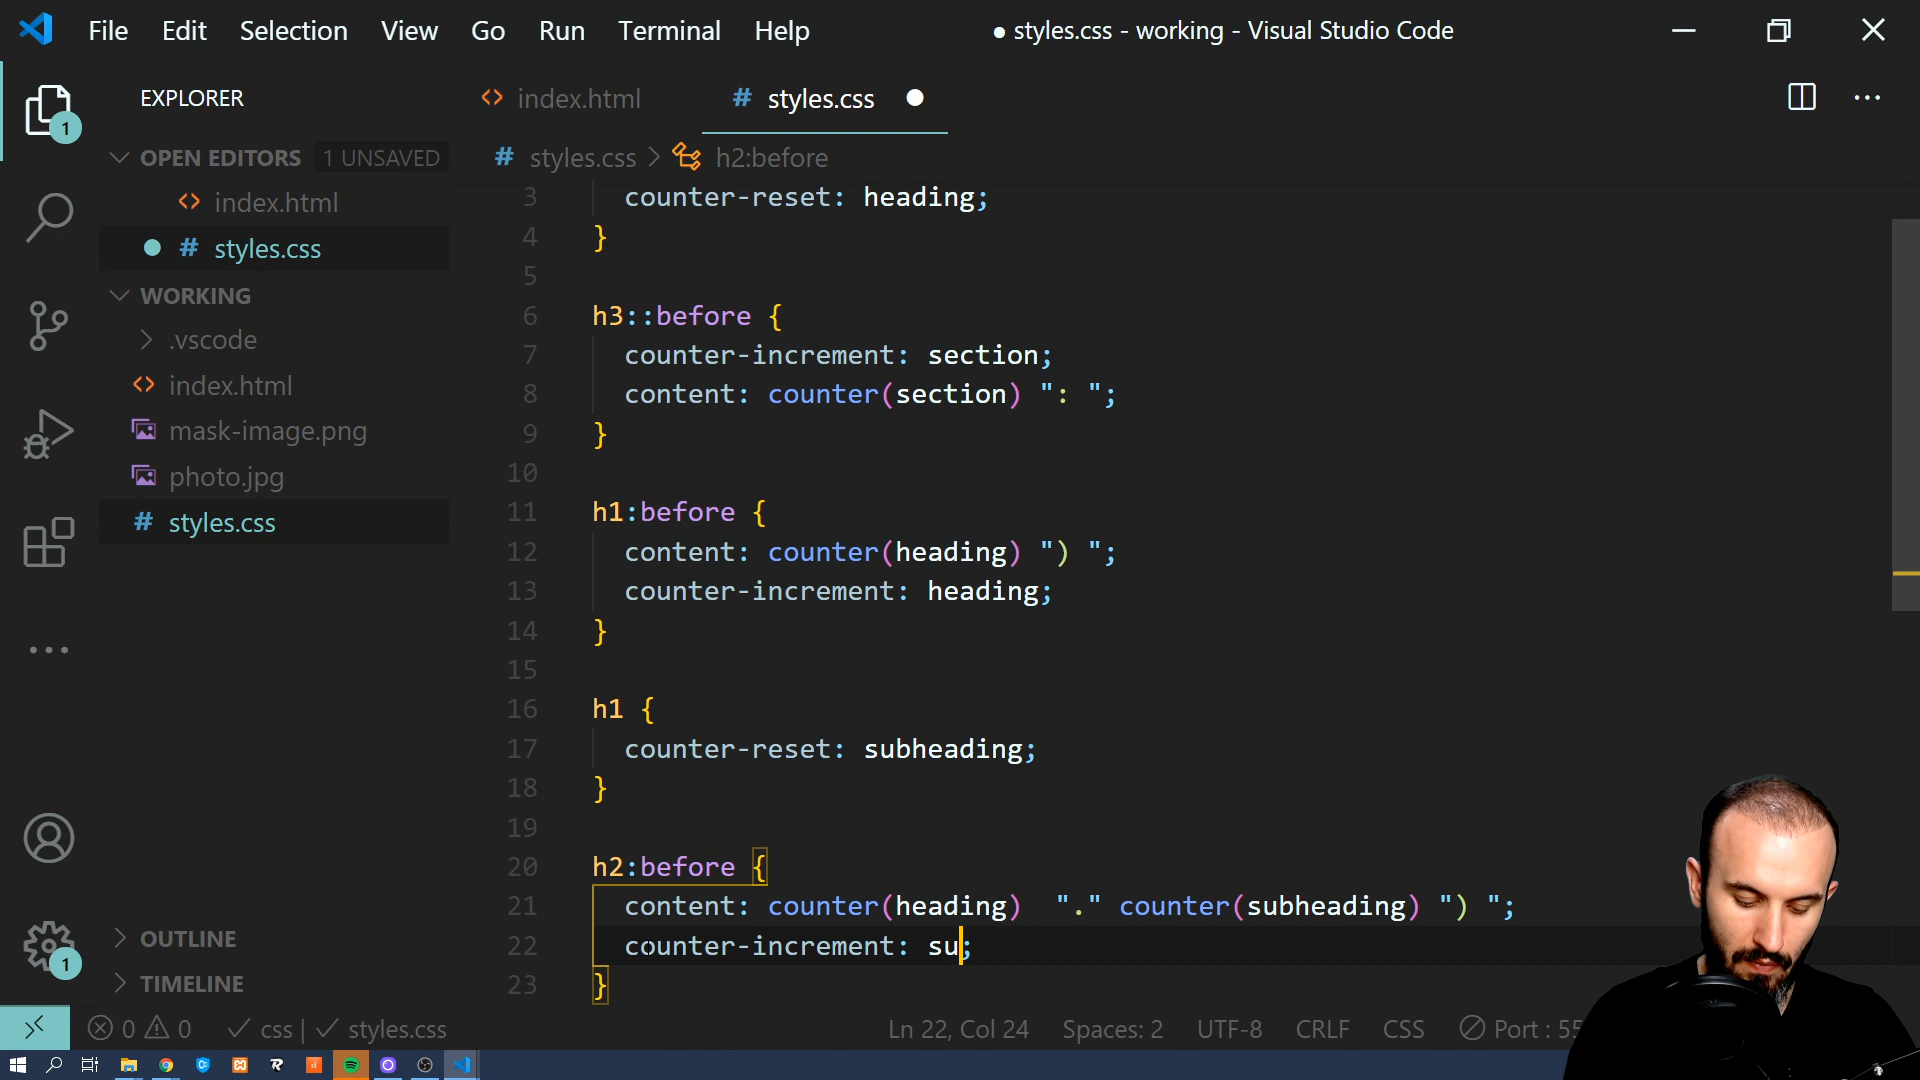 File Edit Selection View Go Run Terminal Help ● styles.css - working - Visual Studio Code
EXPLORER
index.html
# styles.css
OPEN EDITORS 1 UNSAVED
index.html
# styles.css
WORKING
.vscode
index.html
mask-image.png
photo.jpg
# styles.css
OUTLINE
TIMELINE
1
1
# styles.css > h2:before
3 counter-reset: heading;
4 }
5
6 h3::before {
7 counter-increment: section;
8 content: counter(section) ": ";
9 }
10
11 h1:before {
12 content: counter(heading) ") ";
13 counter-increment: heading;
14 }
15
16 h1 {
17 counter-reset: subheading;
18 }
19
20 h2:before {
21 content: counter(heading)  "." counter(subheading) ") ";
22 counter-increment: su;
23 }
0 0 css | styles.css Ln 22, Col 24 Spaces: 2 UTF-8 CRLF CSS Port : 55